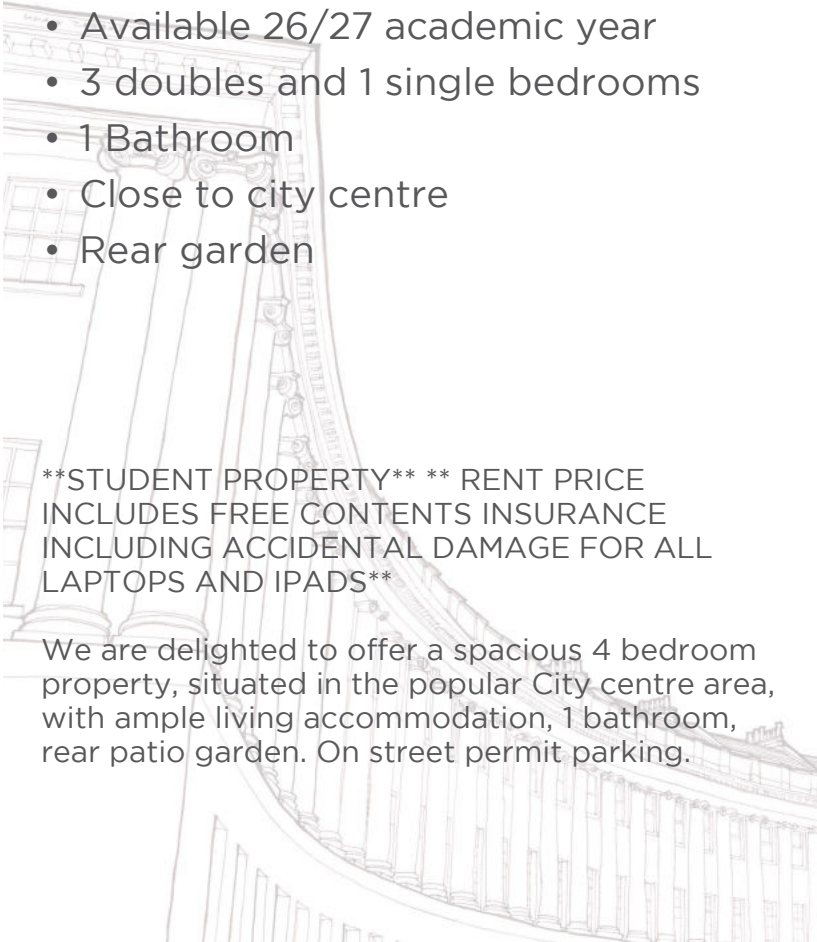 • Available 26/27 academic year
• 3 doubles and 1 single bedrooms
• 1 Bathroom
• Close to city centre
• Rear garden
**STUDENT PROPERTY** ** RENT PRICE
INCLUDES FREE CONTENTS INSURANCE
INCLUDING ACCIDENTAL DAMAGE FOR ALL
LAPTOPS AND IPADS**
We are delighted to offer a spacious 4 bedroom
property, situated in the popular City centre area,
with ample living accommodation, 1 bathroom,
rear patio garden. On street permit parking.